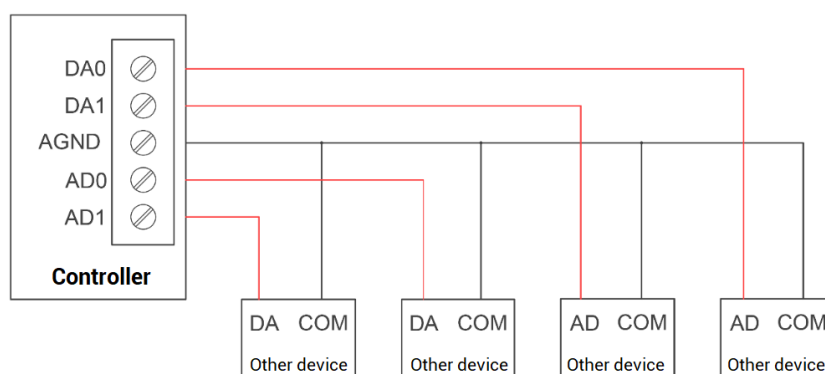 DA0
DA1
AGND
AD0
AD1
Controller
DA COM
Other device
DA COM
Other device
AD COM
Other device
AD COM
Other device